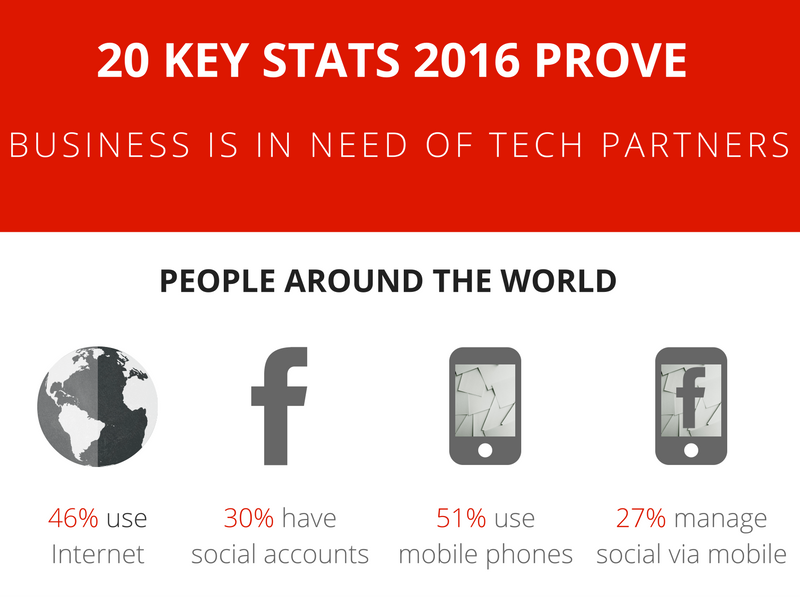 20 KEY STATS 2016 PROVE
BUSINESS IS IN NEED OF TECH PARTNERS
PEOPLE AROUND THE WORLD
46% use
Internet
30% have
social accounts
51% use
mobile phones
27% manage
social via mobile